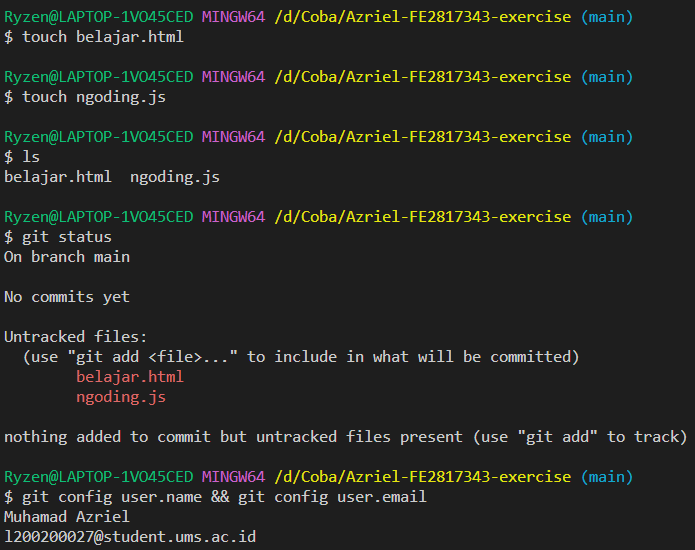 Ryzen@LAPTOP-1VO45CED MINGW64 /d/Coba/Azriel-FE2817343-exercise (main)
$ touch belajar.html
Ryzen@LAPTOP-1VO45CED MINGW64 /d/Coba/Azriel-FE2817343-exercise (main)
$ touch ngoding.js
Ryzen@LAPTOP-1VO45CED MINGW64 /d/Coba/Azriel-FE2817343-exercise (main)
$ ls
belajar.html  ngoding.js
Ryzen@LAPTOP-1VO45CED MINGW64 /d/Coba/Azriel-FE2817343-exercise (main)
$ git status
On branch main
No commits yet
Untracked files:
  (use "git add <file>..." to include in what will be committed)
        belajar.html
        ngoding.js
nothing added to commit but untracked files present (use "git add" to track)
Ryzen@LAPTOP-1VO45CED MINGW64 /d/Coba/Azriel-FE2817343-exercise (main)
$ git config user.name && git config user.email
Muhamad Azriel
l200200027@student.ums.ac.id